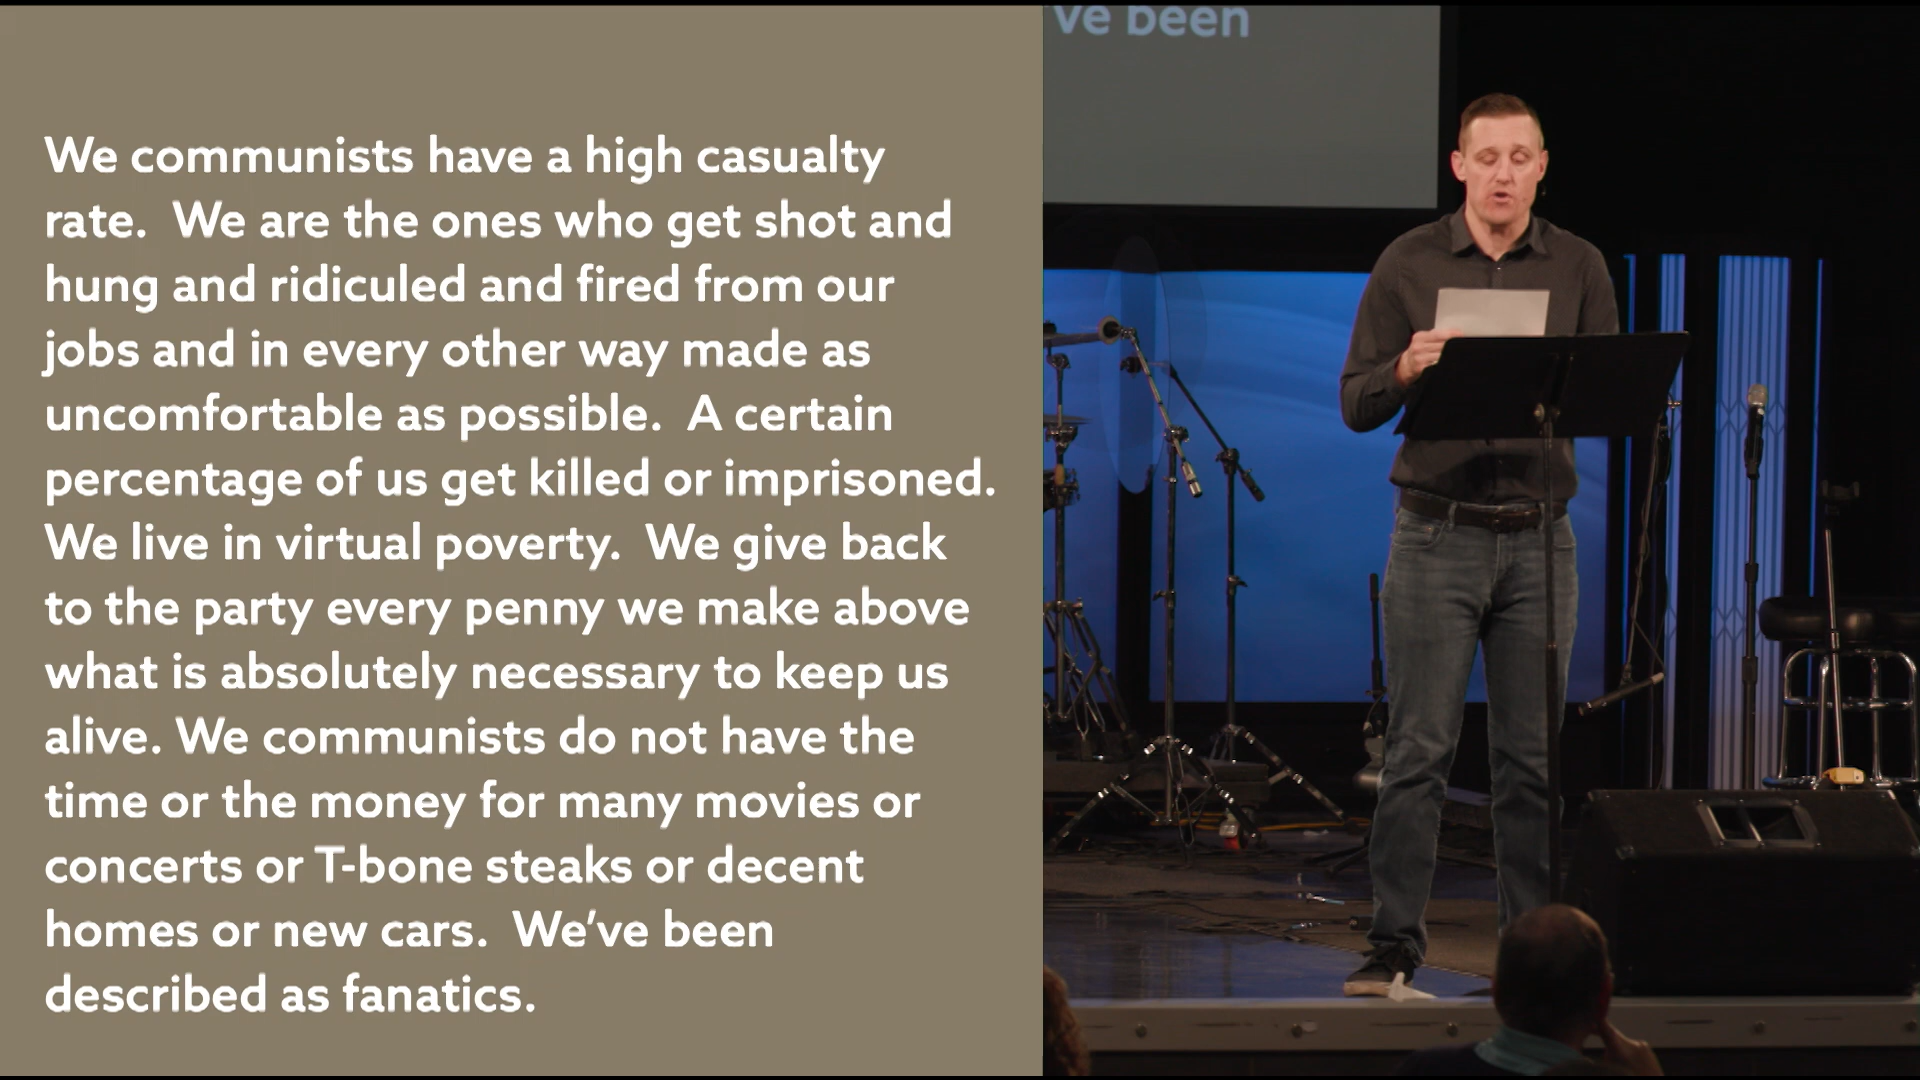 We communists have a high casualty
rate.  We are the ones who get shot and
hung and ridiculed and fired from our
jobs and in every other way made as
uncomfortable as possible.  A certain
percentage of us get killed or imprisoned.
We live in virtual poverty.  We give back
to the party every penny we make above
what is absolutely necessary to keep us
alive. We communists do not have the
time or the money for many movies or
concerts or T-bone steaks or decent
homes or new cars.  We’ve been
described as fanatics.
've been